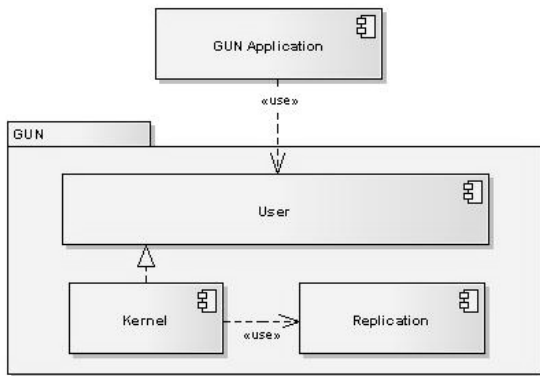 GUN Application
«use»
GUN
User
Kernel
«use»
Replication